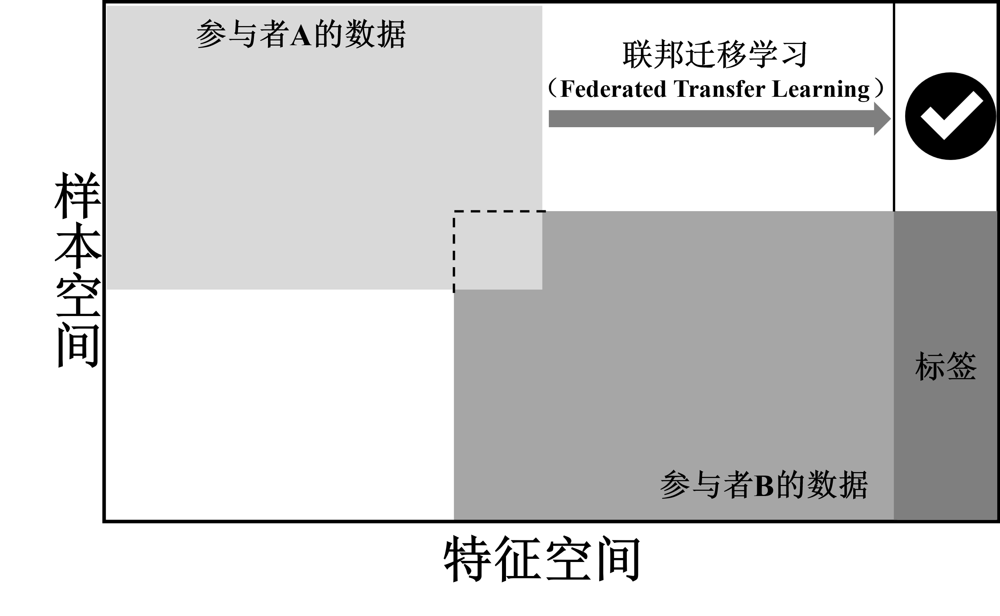 参与者A的数据
联邦迁移学习
（Federated Transfer Learning）
样本空间
标签
参与者B的数据
特征空间